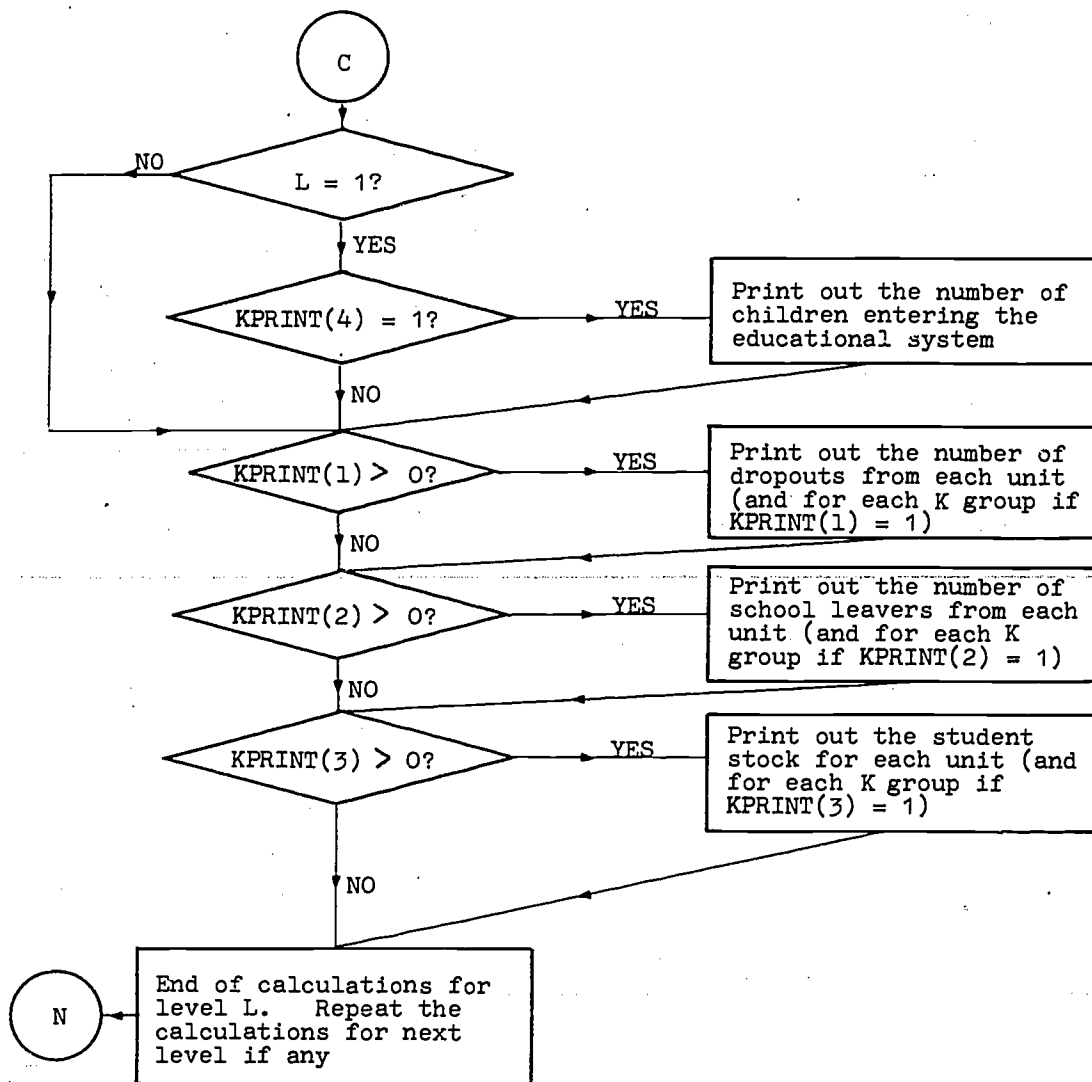 C
NO
L = 1?
YES
KPRINT(4) = 1?
YES
Print out the number of
children entering the
educational system
NO
KPRINT(1) > 0?
YES
Print out the number of
dropouts from each unit
(and for each K group if
KPRINT(1) = 1)
NO
KPRINT(2) > 0?
YES
Print out the number of
school leavers from each
unit (and for each K
group if KPRINT(2) = 1)
NO
KPRINT(3) > 0?
YES
Print out the student
stock for each unit (and
for each K group if
KPRINT(3) = 1)
NO
End of calculations for
level L. Repeat the
calculations for next
level if any
N